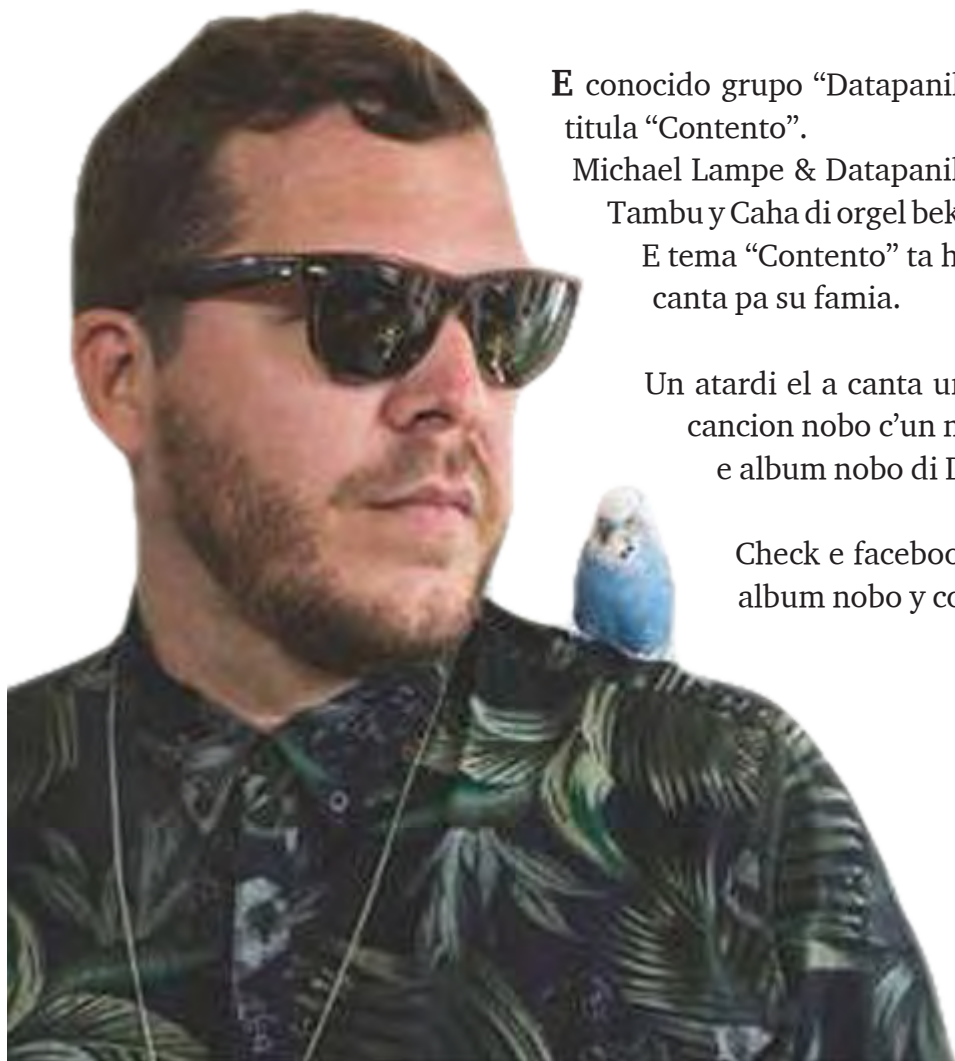 E conocido grupo “Datapanil
titula “Contento”.
Michael Lampe & Datapanil
Tambu y Caha di orgel bek
E tema “Contento” ta h
canta pa su famia.
Un atardi el a canta
cancion nobo c’un
e album nobo di
Check e faceboo
album nobo y co